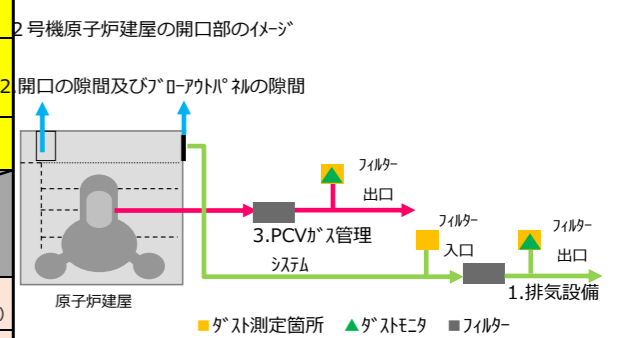 2号機原子炉建屋の開口部のｲﾒｰｼﾞ
2.開口の隙間及びﾌﾞﾛｰｱｳﾄﾊﾟﾈﾙの隙間
ﾌｨﾙﾀｰ
出口
3.PCVｶﾞｽ管理
ｼｽﾃﾑ
ﾌｨﾙﾀｰ
入口
ﾌｨﾙﾀｰ
出口
1.排気設備
原子炉建屋
ﾀﾞｽﾄ測定箇所 ﾀﾞｽﾄﾓﾆﾀ ﾌｨﾙﾀｰ
)